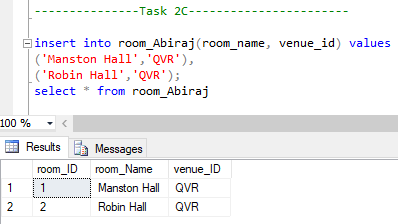 ----------------Task 2C-------------------------
insert into room_Abiraj(room_name, venue_id) values
('Manston Hall','QVR'),
('Robin Hall','QVR');
select * from room_Abiraj
100 %
Results Messages
room_ID room_Name venue_ID
1 1 Manston Hall QVR
2 2 Robin Hall QVR